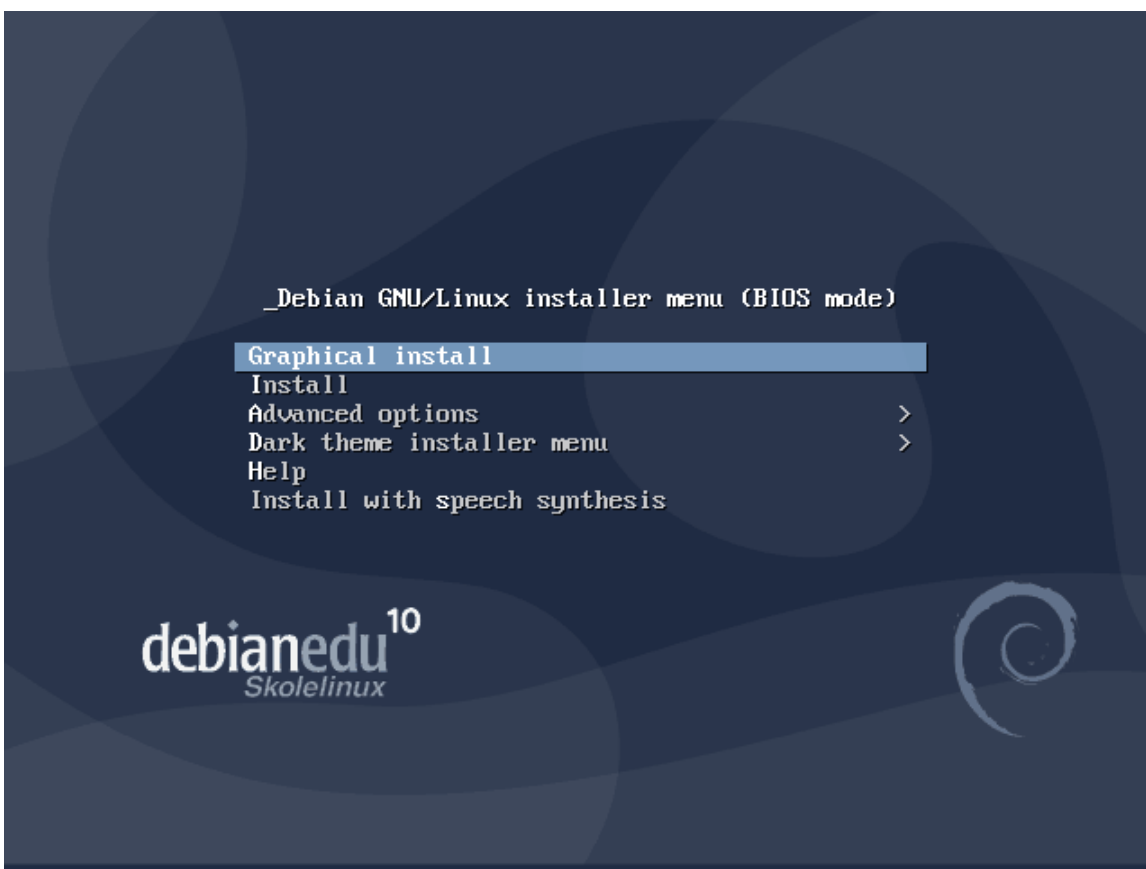 _Debian GNU/Linux installer menu (BIOS mode)
Graphical install
Install
Advanced options >
Dark theme installer menu >
Help
Install with speech synthesis
debianedu 10
Skolelinux